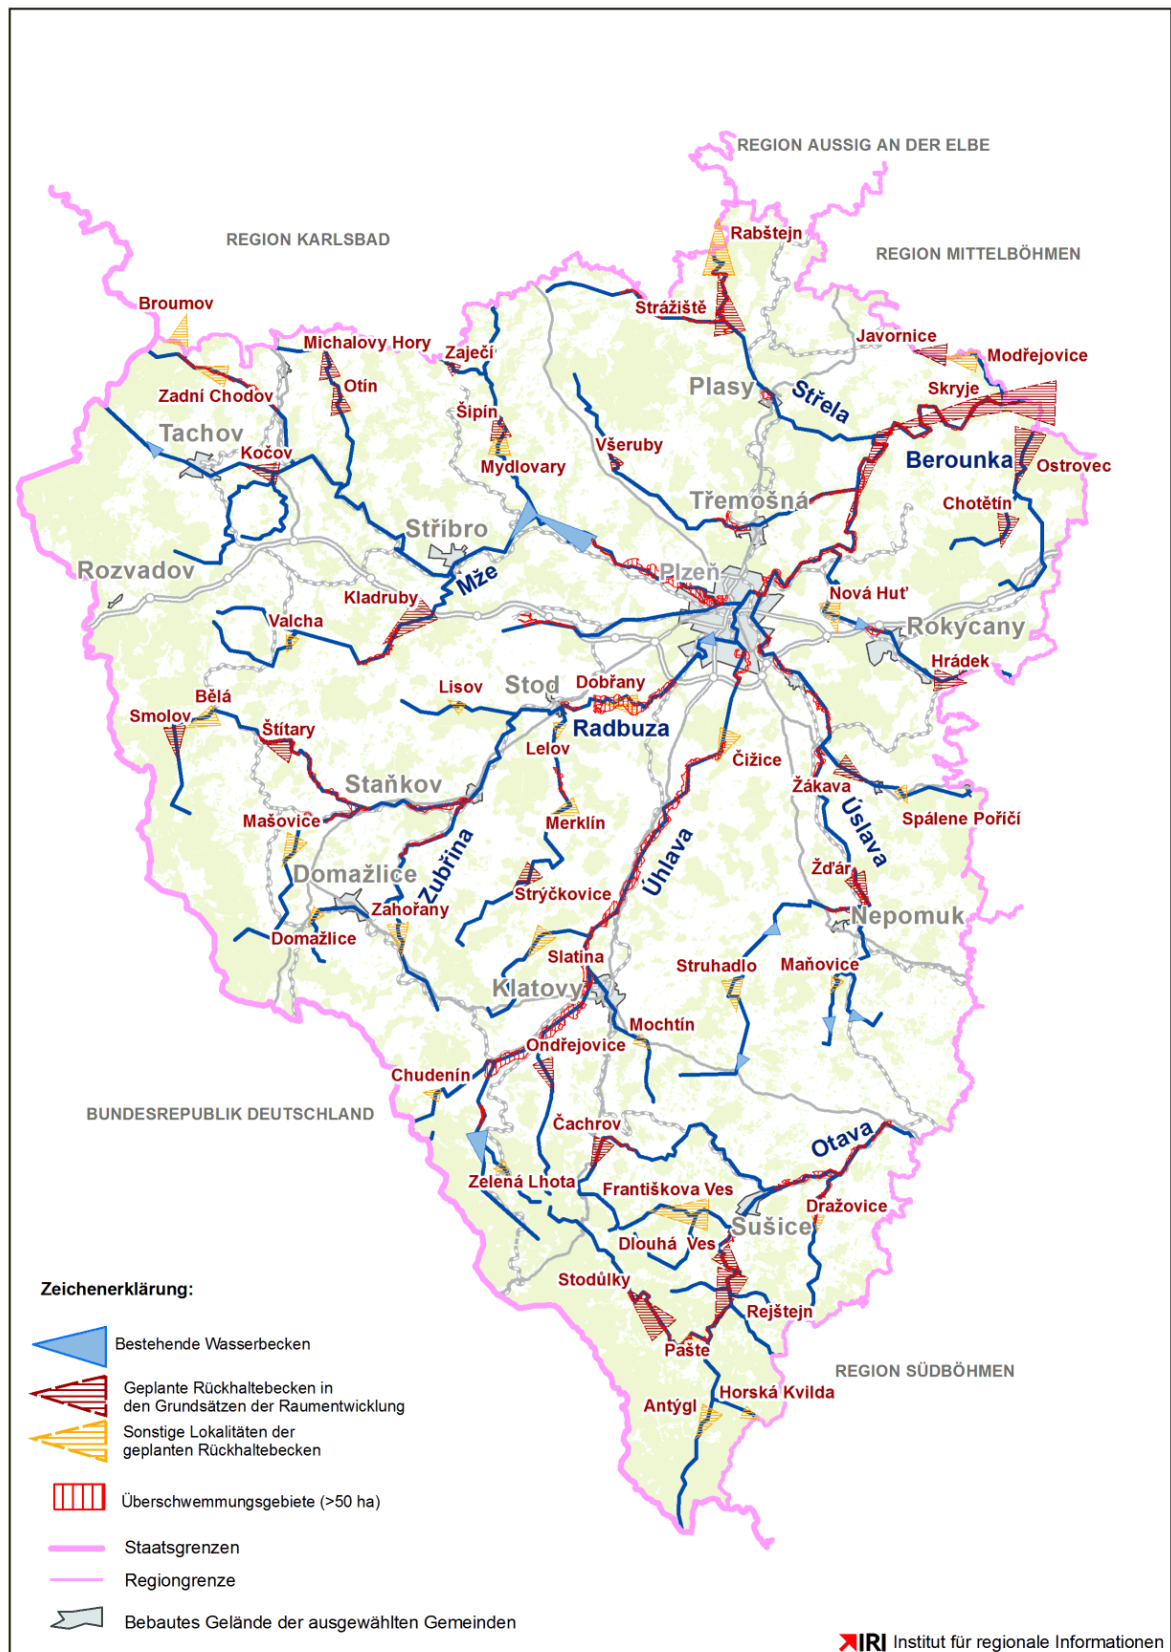 REGION AUSSIG AN DER ELBE
REGION KARLSBAD
REGION MITTELBÖHMEN
Rabštejn
Broumov
Strážiště
Javornice
Modřejovice
Michalovy Hory
Zaječí
Skryje
Zadní Chodov
Otín
Plasy
Střela
Šipín
Tachov
Kočov
Všeruby
Berounka
Ostrovec
Mydlovary
Třemošná
Chotětín
Stříbro
Rozvadov
Mže
Plzeň
Kladruby
Nová Huť
Valcha
Rokycany
Hrádek
Bělá
Lisov
Stod
Dobřany
Smolov
Štítary
Radbuza
Lelov
Čižice
Staňkov
Žákava
Mašovice
Merklín
Úslava
Spálene Poříčí
Zubřina
Úhlava
Domažlice
Strýčkovice
Žďár
Zahořany
Nepomuk
Domažlice
Slatina
Struhadlo
Maňovice
Klatovy
Mochtín
Ondřejovice
Chudenín
BUNDESREPUBLIK DEUTSCHLAND
Čachrov
Otava
Zelená Lhota
Františkova Ves
Dražovice
Sušice
Dlouhá Ves
Stodůlky
Rejštejn
Pašte
REGION SÜDBÖHMEN
Antýgl
Horská Kvilda
Zeichenerklärung:
Bestehende Wasserbecken
Geplante Rückhaltebecken in
den Grundsätzen der Raumentwicklung
Sonstige Lokalitäten der
geplanten Rückhaltebecken
Überschwemmungsgebiete (>50 ha)
Staatsgrenzen
Regiongrenze
Bebautes Gelände der ausgewählten Gemeinden
IRI Institut für regionale Informationen